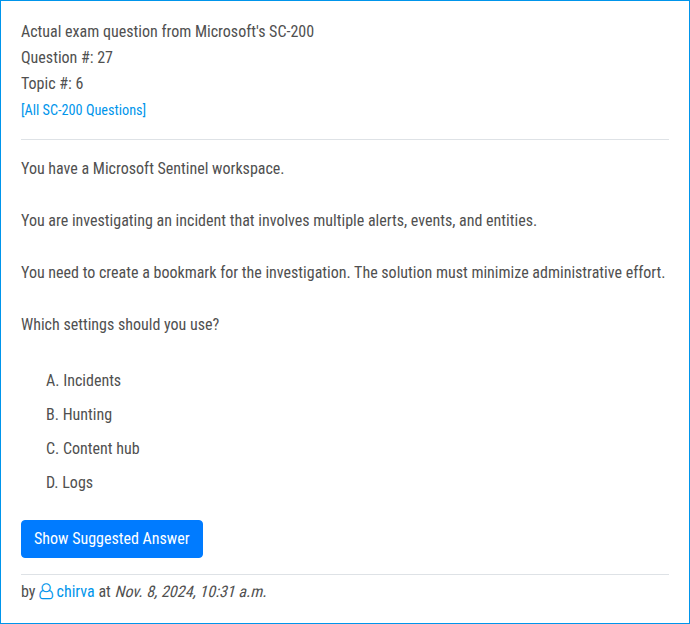 Actual exam question from Microsoft's SC-200
Question #: 27
Topic #: 6
[All SC-200 Questions]
You have a Microsoft Sentinel workspace.
You are investigating an incident that involves multiple alerts, events, and entities.
You need to create a bookmark for the investigation. The solution must minimize administrative effort.
Which settings should you use?
A. Incidents
B. Hunting
C. Content hub
D. Logs
Show Suggested Answer
by chirva at Nov. 8, 2024, 10:31 a.m.